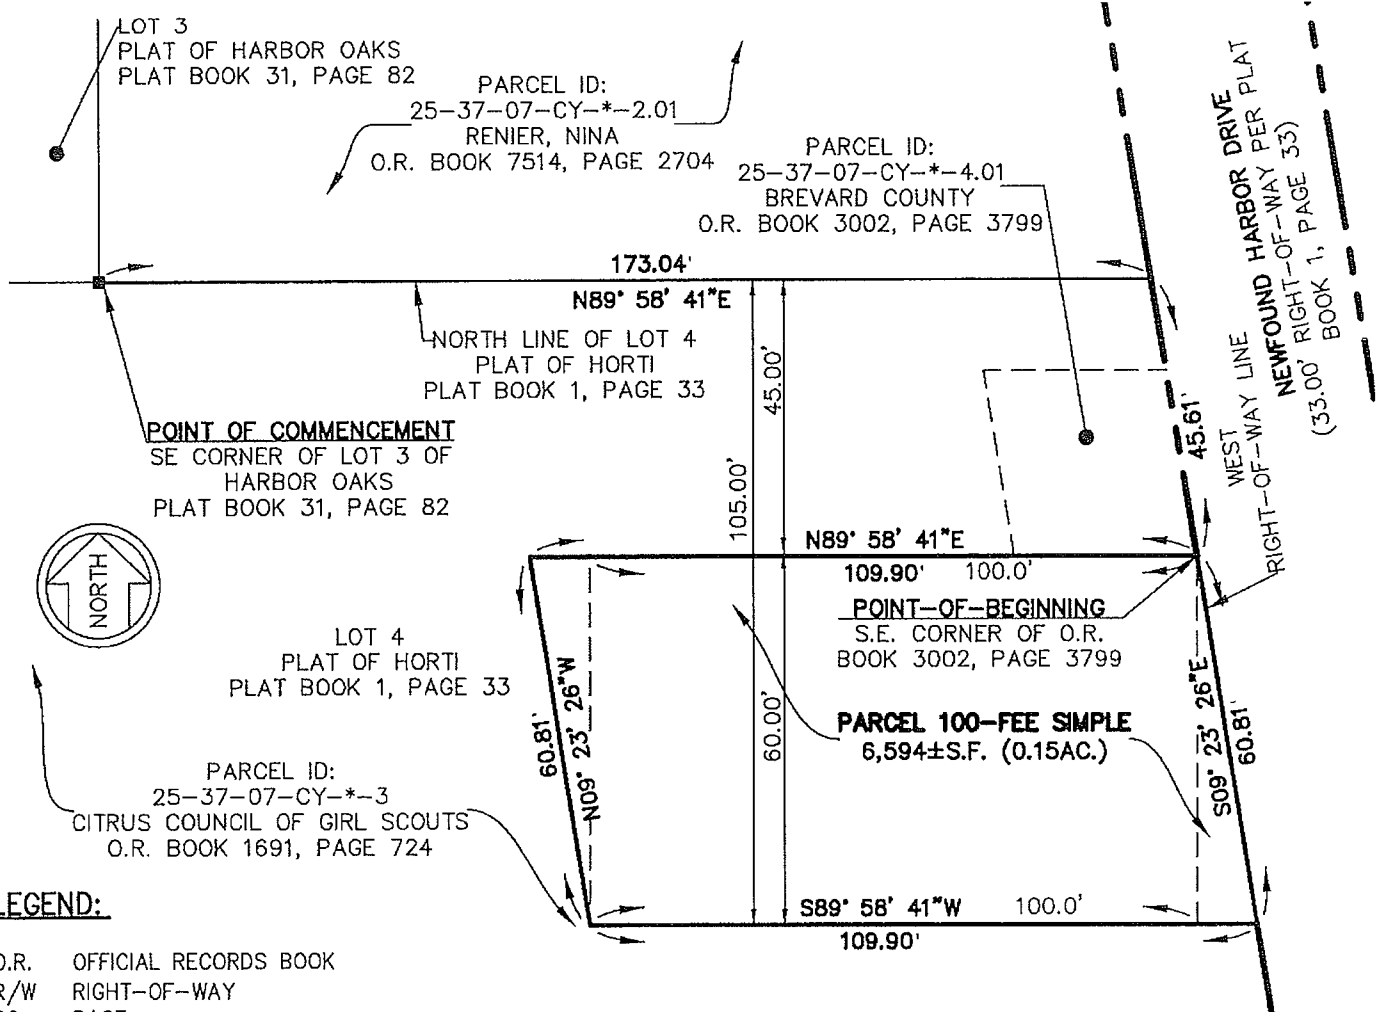 LOT 3
PLAT OF HARBOR OAKS
PLAT BOOK 31, PAGE 82
PARCEL ID:
25-37-07-CY-*-2.01
RENIER, NINA
O.R. BOOK 7514, PAGE 2704
PARCEL ID:
25-37-07-CY-*-4.01
BREVARD COUNTY
O.R. BOOK 3002, PAGE 3799
WEST LINE
RIGHT-OF-WAY LINE
NEWFOUND HARBOR DRIVE
(33.00' RIGHT-OF-WAY PER PLAT
BOOK 1, PAGE 33)
173.04'
N89° 58' 41"E
NORTH LINE OF LOT 4
PLAT OF HORTI
PLAT BOOK 1, PAGE 33
45.00'
45.61'
105.00'
POINT OF COMMENCEMENT
SE CORNER OF LOT 3 OF
HARBOR OAKS
PLAT BOOK 31, PAGE 82
NORTH
N89° 58' 41"E
109.90' 100.0'
POINT-OF-BEGINNING
S.E. CORNER OF O.R.
BOOK 3002, PAGE 3799
LOT 4
PLAT OF HORTI
PLAT BOOK 1, PAGE 33
60.81'
N09° 23' 26"W
60.00'
PARCEL 100-FEE SIMPLE
6,594±S.F. (0.15AC.)
S09° 23' 26"E
60.81'
PARCEL ID:
25-37-07-CY-*-3
CITRUS COUNCIL OF GIRL SCOUTS
O.R. BOOK 1691, PAGE 724
S89° 58' 41"W 100.0'
109.90'
LEGEND:
O.R. OFFICIAL RECORDS BOOK
R/W RIGHT-OF-WAY